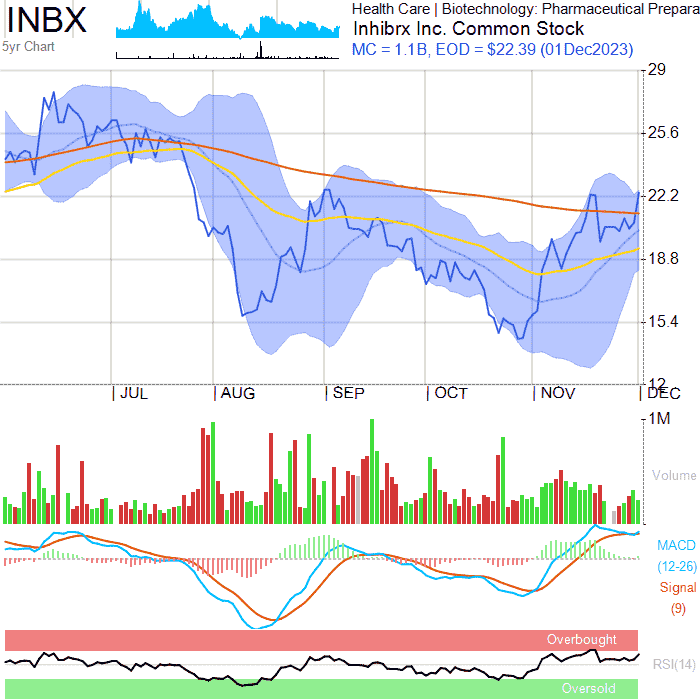 INBX
5yr Chart
Health Care | Biotechnology: Pharmaceutical Prepara
Inhibrx Inc. Common Stock
MC = 1.1B, EOD = $22.39 (01Dec2023)
29
25.6
22.2
18.8
15.4
12
JUL AUG SEP OCT NOV DEC
1M
Volume
MACD
(12-26)
Signal
(9)
Overbought
RSI(14)
Oversold